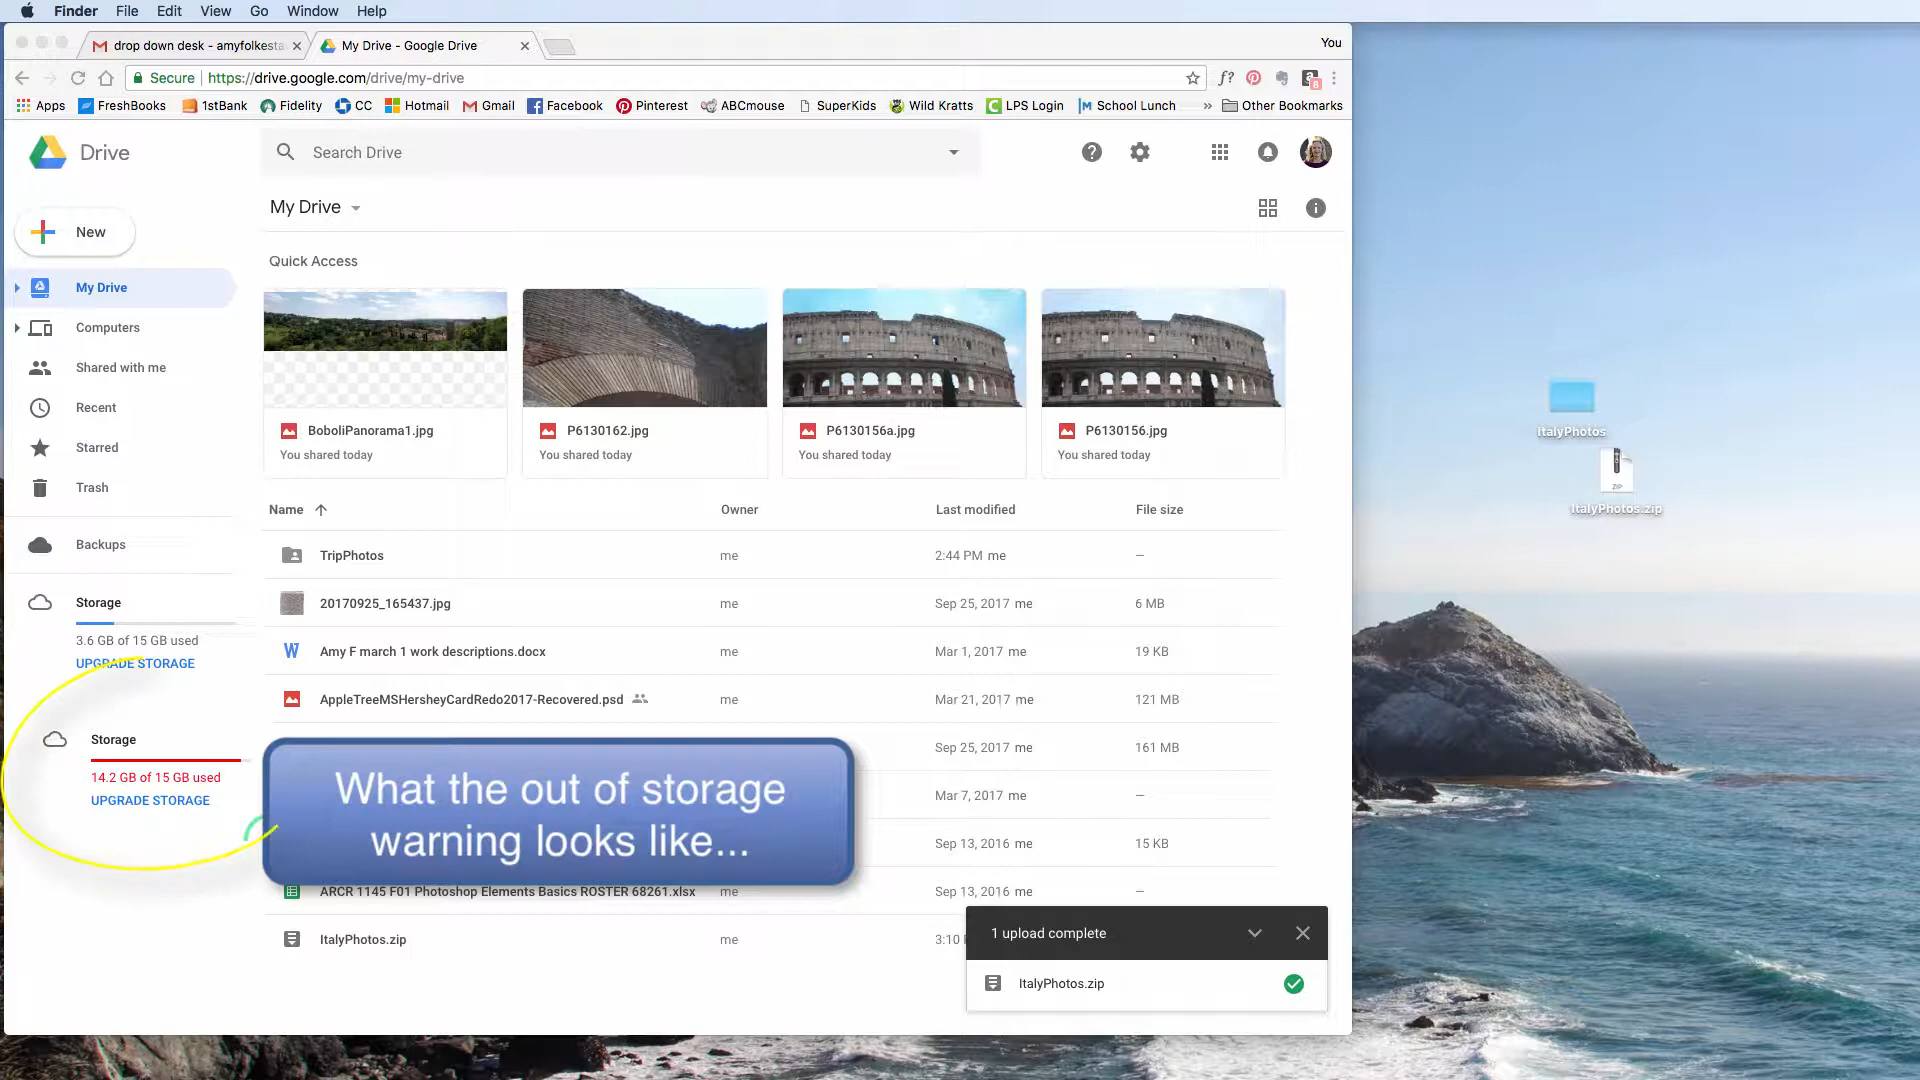 Finder File Edit View Go Window Help
drop down desk - amyfolkesta
My Drive - Google Drive
You
Secure https://drive.google.com/drive/my-drive
Apps FreshBooks 1stBank Fidelity CC Hotmail Gmail Facebook Pinterest ABCmouse SuperKids Wild Kratts LPS Login School Lunch » Other Bookmarks
Drive
Search Drive
My Drive
New
Quick Access
My Drive
Computers
Shared with me
Recent
Starred
Trash
Backups
Storage
3.6 GB of 15 GB used
UPGRADE STORAGE
Storage
14.2 GB of 15 GB used
UPGRADE STORAGE
BoboliPanorama1.jpg
You shared today
P6130162.jpg
You shared today
P6130156a.jpg
You shared today
P6130156.jpg
You shared today
Name Owner Last modified File size
TripPhotos me 2:44 PM me —
20170925_165437.jpg me Sep 25, 2017 me 6 MB
Amy F march 1 work descriptions.docx me Mar 1, 2017 me 19 KB
AppleTreeMSHersheyCardRedo2017-Recovered.psd me Mar 21, 2017 me 121 MB
Sep 25, 2017 me 161 MB
Mar 7, 2017 me —
Sep 13, 2016 me 15 KB
ARCR 1145 F01 Photoshop Elements Basics ROSTER 68261.xlsx me Sep 13, 2016 me —
ItalyPhotos.zip me 3:10
What the out of storage
warning looks like...
1 upload complete
ItalyPhotos.zip
ItalyPhotos
ZIP
ItalyPhotos.zip